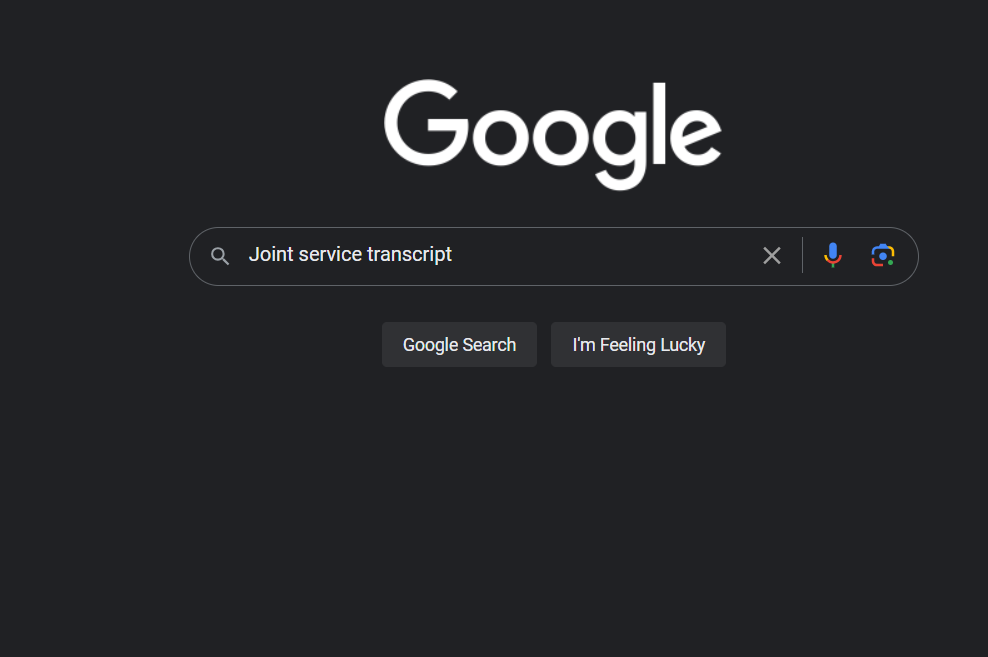 Google
Joint service transcript
Google Search
I'm Feeling Lucky